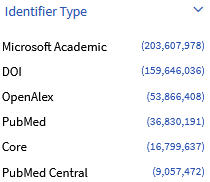 Identifier Type
Microsoft Academic (203,607,978)
DOI (159,646,036)
OpenAlex (53,866,408)
PubMed (36,830,191)
Core (16,799,637)
PubMed Central (9,057,472)